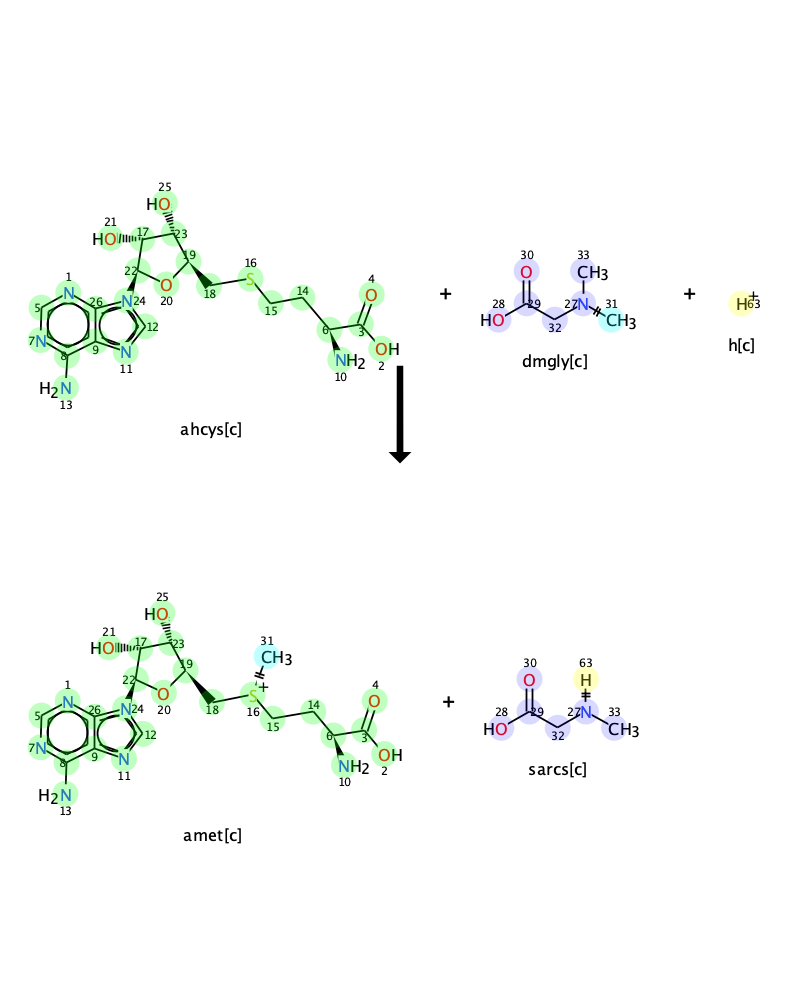 25
HO
21
HO
17
23
22
19
16
S
1
N
26
N
24
O
20
18
14
4
O
5
12
15
6
3
7
N
8
9
N
11
NH2
10
OH
2
H2N
13
ahcys[c]
+
30
O
33
CH3
28
HO
29
27
N
31
CH3
32
dmgly[c]
+
H+
63
h[c]
25
HO
21
HO
17
23
31
CH3
22
19
S
+
16
1
N
26
N
24
O
20
18
14
4
O
5
12
15
6
3
7
N
8
9
N
11
NH2
10
OH
2
H2N
13
amet[c]
+
30
O
63
H
28
HO
29
27
N
33
CH3
32
sarcs[c]